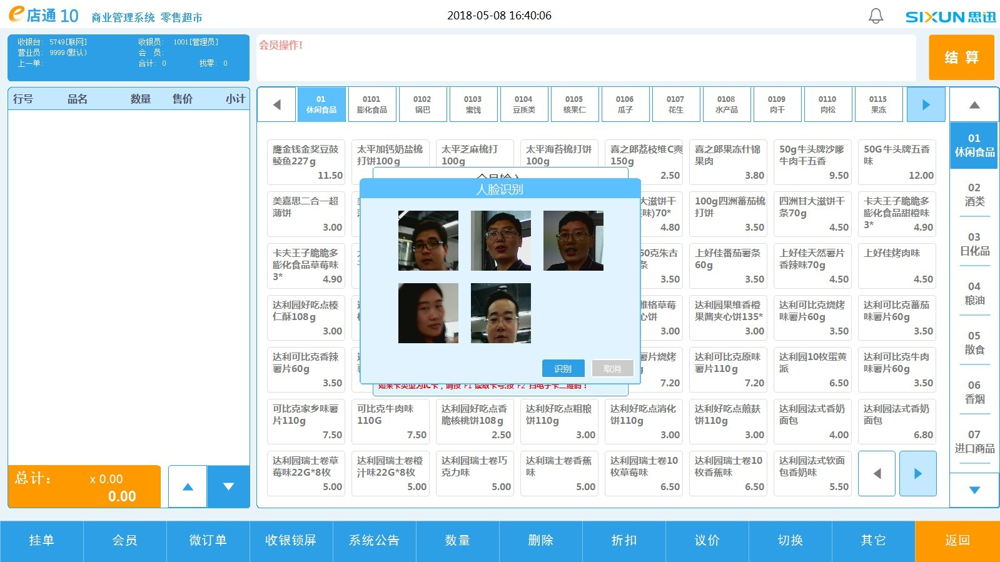 e店通 10 商业管理系统 零售超市
2018-05-08 16:40:06
SIXUN思迅
收银台: 5749[联网] 收银员: 1001[管理员]
营业员: 9999(默认) 会 员:
上一单: 合计: 0 找零: 0
会员操作!
结 算
行号 品名 数量 售价 小计
01 休闲食品
0101 膨化食品
0102 锅巴
0103 蜜饯
0104 豆质类
0105 核果仁
0106 瓜子
0107 花生
0108 水产品
0109 肉干
0110 肉松
0115 果冻
鹰金钱金奖豆鼓
鲮鱼227g
11.50
太平加钙奶盐梳
打饼100g
太平芝麻梳打
100g
太平海苔梳打饼
100g
喜之郎荔枝维C爽
150g
2.50
喜之郎果冻什锦
果肉
3.80
50g牛头牌沙嗲
牛肉干五香
9.50
50G牛头牌五香
味
12.00
美嘉思二合一超
薄饼
3.00
大滋饼干
味)70*
4.80
100g四洲蕃茄梳
打饼
3.50
四洲甘大滋饼干
条70g
4.50
卡夫王子脆脆多
膨化食品甜橙味
3*
4.90
卡夫王子脆脆多
膨化食品草莓味
3*
4.90
50克朱古
条
3.50
上好佳番茄薯条
60g
3.50
上好佳天然薯片
香辣味70g
4.50
上好佳烤肉味
4.50
达利园好吃点榛
仁酥108g
3.00
雅格草莓
心饼
3.00
达利园果维香橙
果酱夹心饼135*
3.00
达利可比克烧烤
味薯片60g
3.50
达利可比克蕃茄
味薯片60g
3.50
达利可比克香辣
薯片60g
3.50
薯片烧烤
7.20
达利可比克原味
薯片110g
7.20
达利园10枚蛋黄
派
6.50
达利可比克牛肉
味薯片60g
3.50
可比克家乡味薯
片110g
7.50
可比克牛肉味
110G
7.50
达利园好吃点香
脆核桃饼108g
2.50
达利好吃点粗粮
饼110g
3.00
达利好吃点消化
饼110g
3.00
达利好吃点煎麸
饼110g
3.00
达利园法式香奶
面包
4.00
达利园法式香奶
面包
6.80
达利园瑞士卷草
莓味22G*8枚
5.00
达利园瑞士卷橙
汁味22G*8枚
5.00
达利园瑞士卷巧
克力味
5.00
达利瑞士卷香蕉
味
5.00
达利园瑞士卷10
枚草莓味
6.50
达利园瑞士卷10
枚香蕉味
6.50
达利园法式软面
包香奶味
5.50
会员输入
人脸识别
识别 取消
如果卡类型为IC卡，请按 F1 读取卡号;按 F2 扫电子卡二维码！
01
休闲食品
02
酒类
03
日化品
04
粮油
05
散食
06
香烟
07
进口商品
总计: x 0.00
0.00
挂单 会员 微订单 收银锁屏 系统公告 数量 删除 折扣 议价 切换 其它 返回